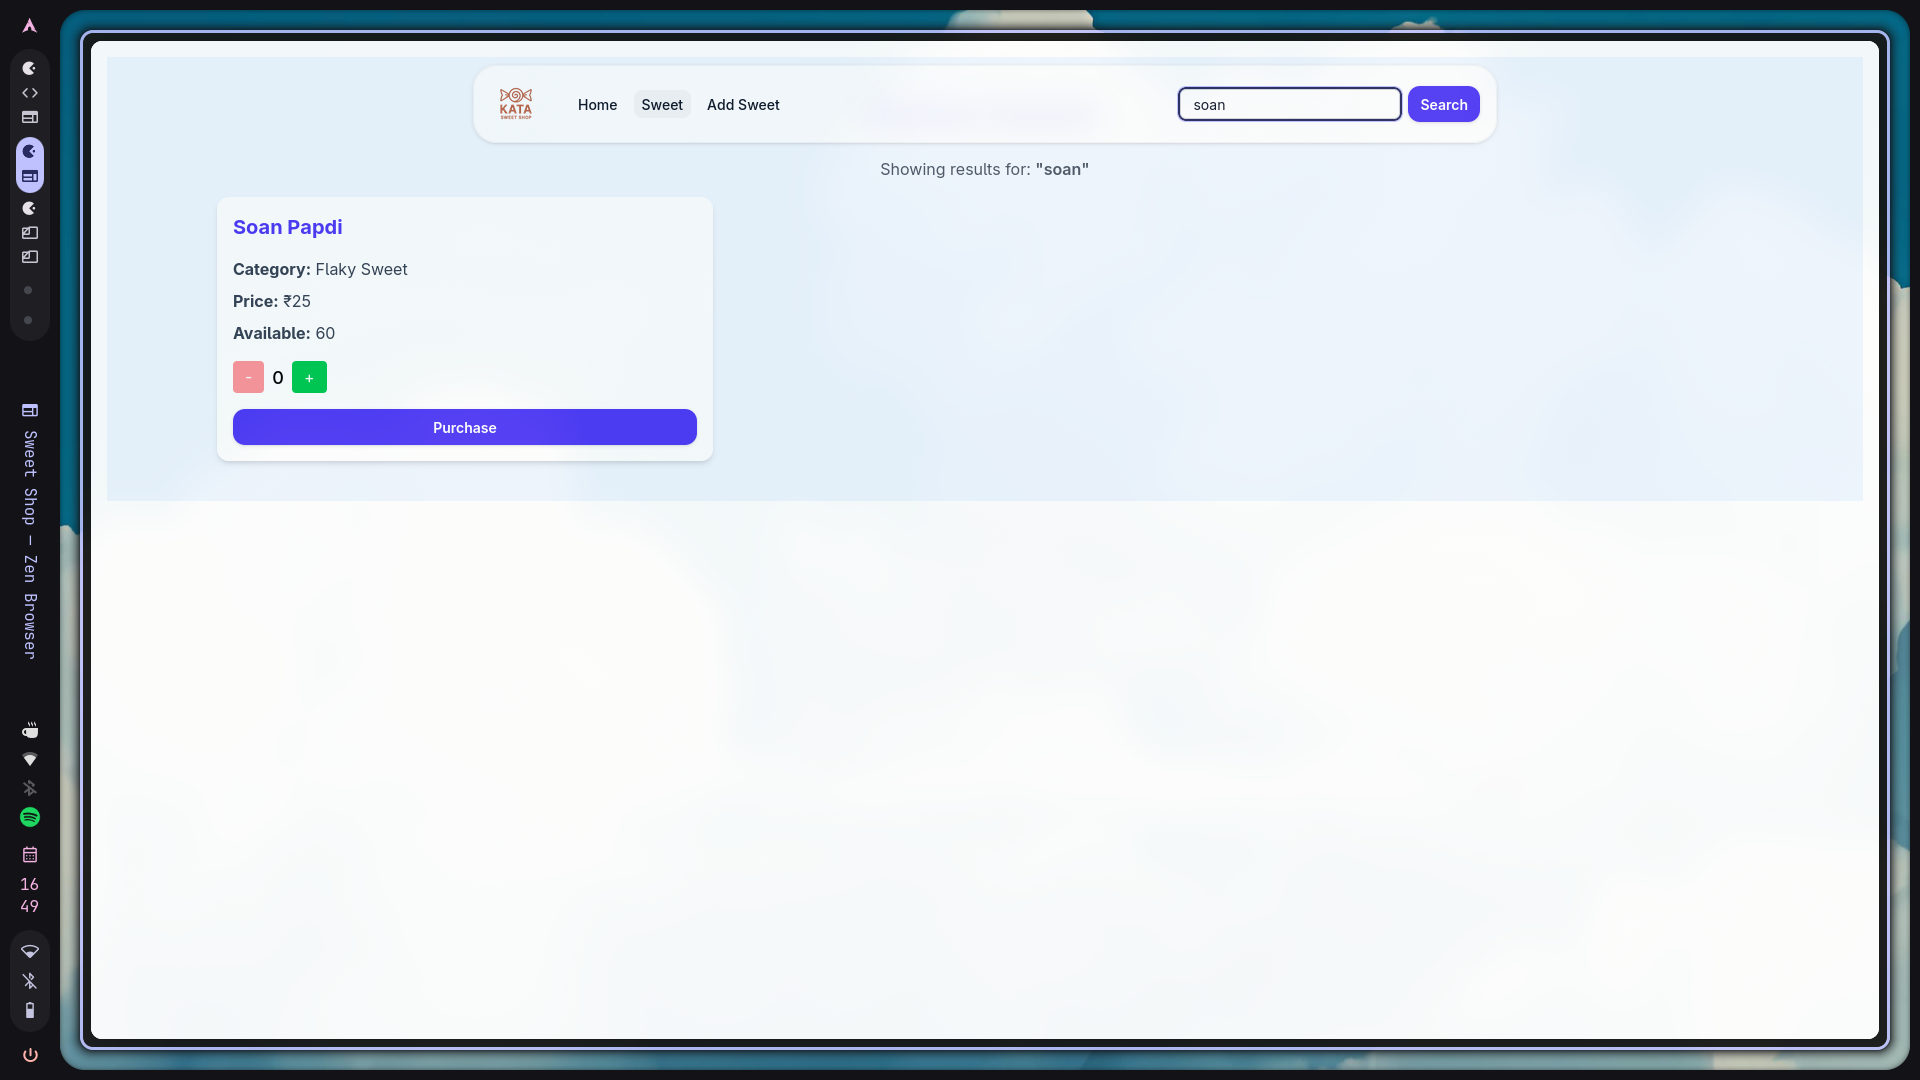 KATA
SWEET SHOP
Home
Sweet
Add Sweet
soan
Search
Showing results for: "soan"
Soan Papdi
Category: Flaky Sweet
Price: ₹25
Available: 60
- 0 +
Purchase
Sweet Shop — Zen Browser
16
49